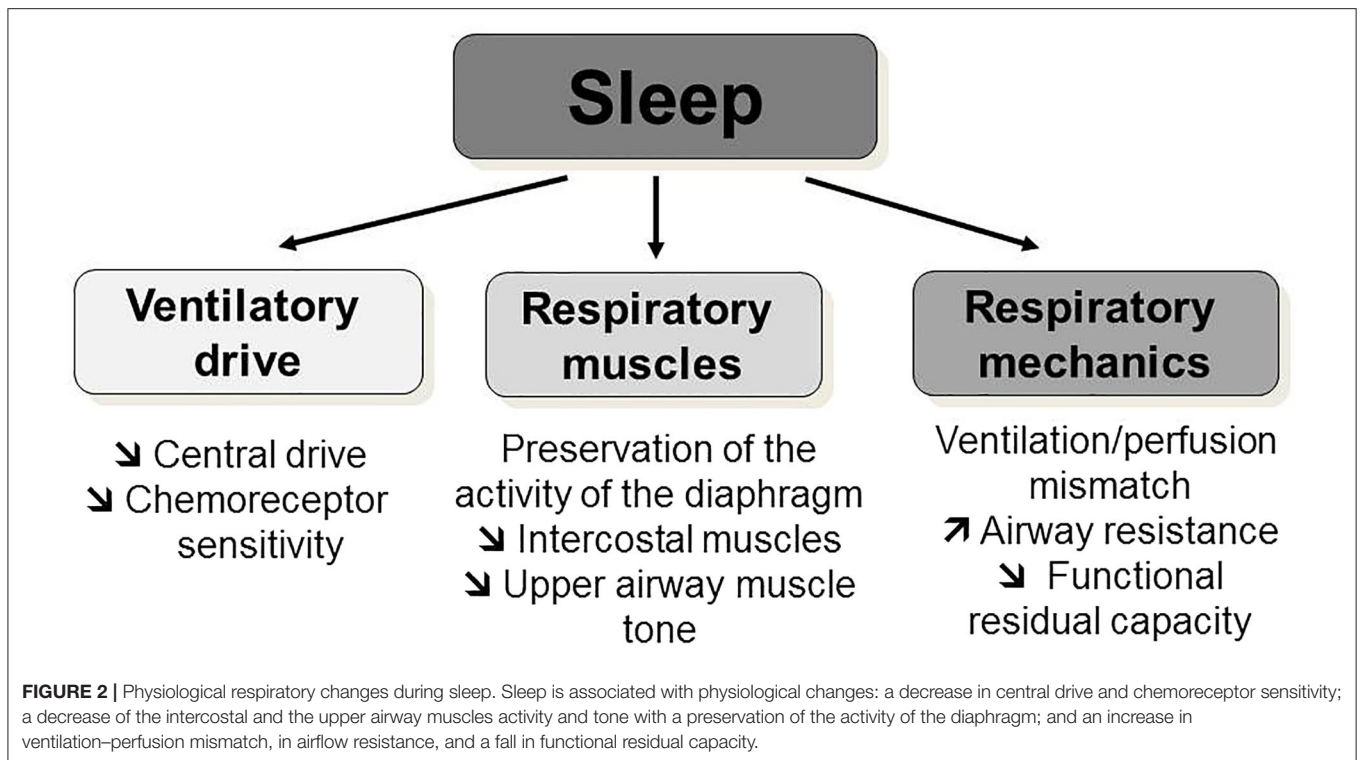 Sleep
Ventilatory
drive
↘ Central drive
↘ Chemoreceptor
sensitivity
Respiratory
muscles
Preservation of the
activity of the diaphragm
↘ Intercostal muscles
↘ Upper airway muscle
tone
Respiratory
mechanics
Ventilation/perfusion
mismatch
↗ Airway resistance
↘ Functional
residual capacity
FIGURE 2 | Physiological respiratory changes during sleep. Sleep is associated with physiological changes: a decrease in central drive and chemoreceptor sensitivity;
a decrease of the intercostal and the upper airway muscles activity and tone with a preservation of the activity of the diaphragm; and an increase in
ventilation–perfusion mismatch, in airflow resistance, and a fall in functional residual capacity.